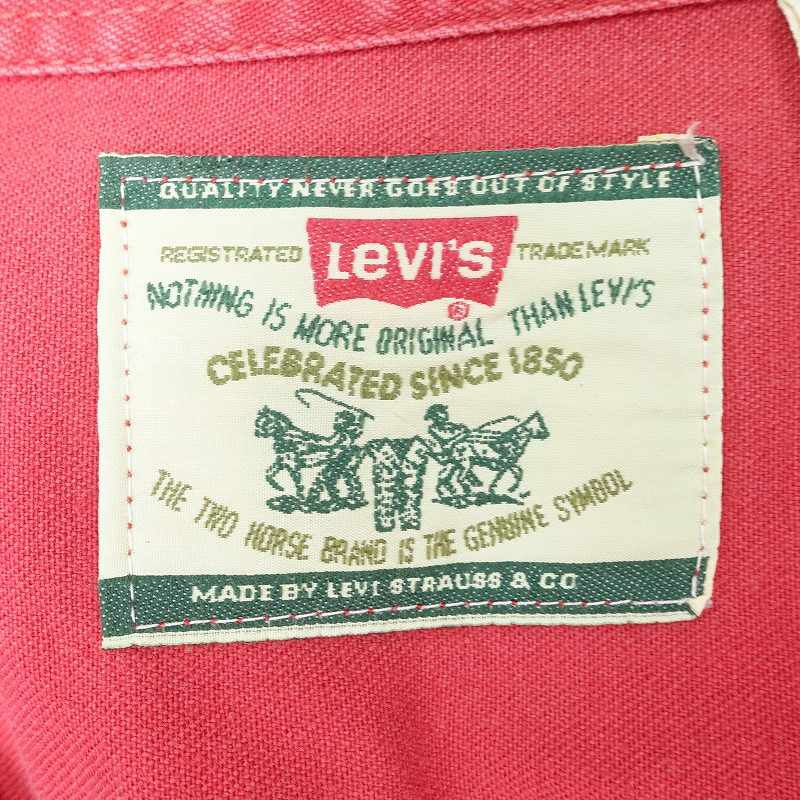 QUALITY NEVER GOES OUT OF STYLE
REGISTRATED LEVI'S TRADEMARK
®
NOTHING IS MORE ORIGINAL THAN LEVI'S
CELEBRATED SINCE 1850
THE TWO HORSE BRAND IS THE GENUINE SYMBOL
MADE BY LEVI STRAUSS & CO